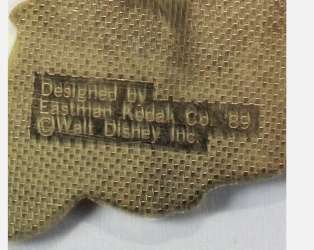 Designed by
Eastman Kodak Co. '89
©Walt Disney Inc.